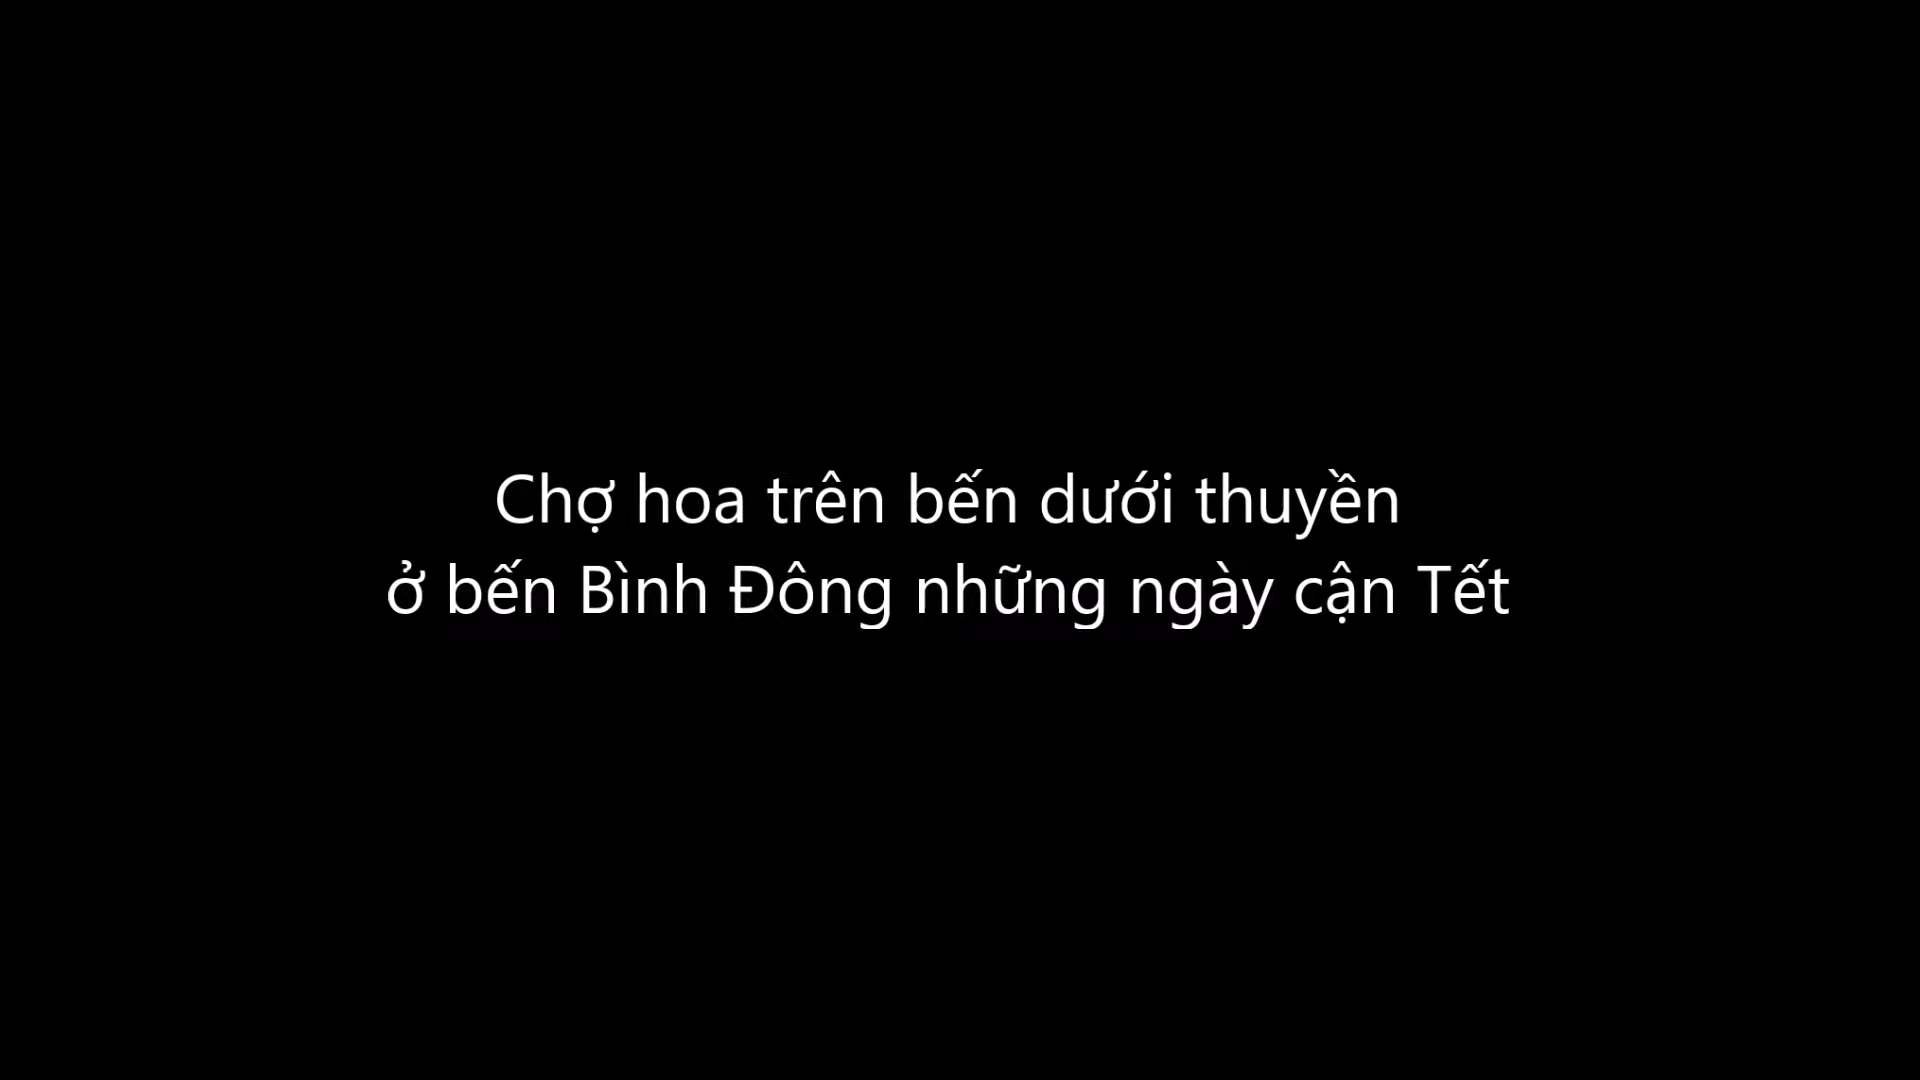 Chợ hoa trên bến dưới thuyền
ở bến Bình Đông những ngày cận Tết